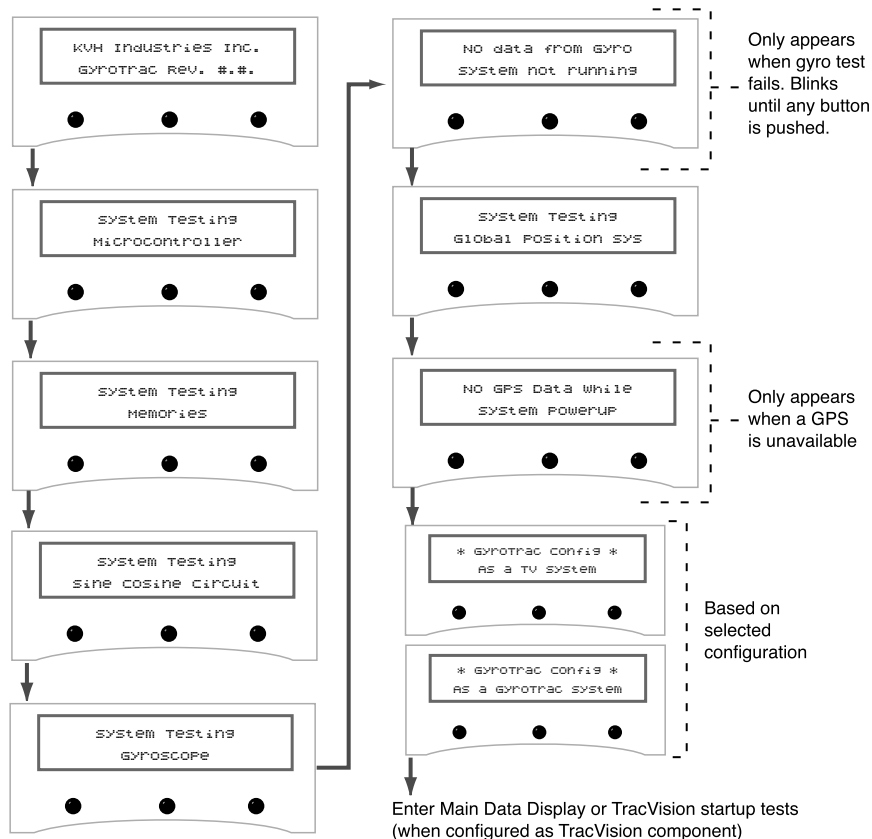 KVH Industries Inc.
GyroTrac Rev. #.#.
System Testing
Microcontroller
System Testing
Memories
System Testing
Sine Cosine Circuit
System Testing
Gyroscope
No data from Gyro
System not running
Only appears
when gyro test
fails. Blinks
until any button
is pushed.
System Testing
Global Position Sys
No GPS Data While
System Powerup
Only appears
when a GPS
is unavailable
* GyroTrac Config *
As a TV System
* GyroTrac Config *
As a GyroTrac System
Based on
selected
configuration
Enter Main Data Display or TracVision startup tests
(when configured as TracVision component)